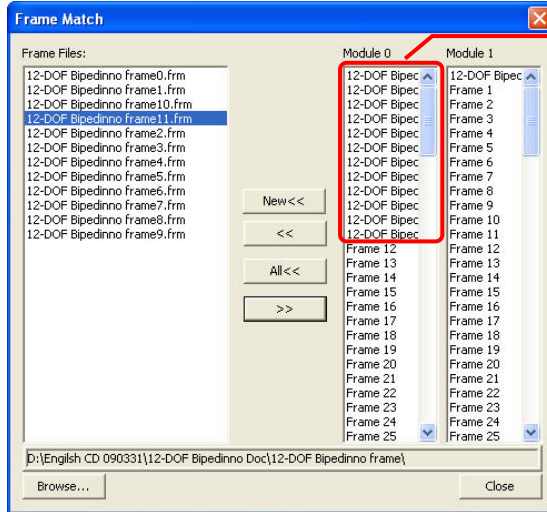 Frame Match
Frame Files:
12-DOF Bipedinno frame0.frm
12-DOF Bipedinno frame1.frm
12-DOF Bipedinno frame10.frm
12-DOF Bipedinno frame11.frm
12-DOF Bipedinno frame2.frm
12-DOF Bipedinno frame3.frm
12-DOF Bipedinno frame4.frm
12-DOF Bipedinno frame5.frm
12-DOF Bipedinno frame6.frm
12-DOF Bipedinno frame7.frm
12-DOF Bipedinno frame8.frm
12-DOF Bipedinno frame9.frm
New<<
<<
All<<
>>
Module 0
12-DOF Bipec
12-DOF Bipec
12-DOF Bipec
12-DOF Bipec
12-DOF Bipec
12-DOF Bipec
12-DOF Bipec
12-DOF Bipec
12-DOF Bipec
12-DOF Bipec
12-DOF Bipec
12-DOF Bipec
Frame 12
Frame 13
Frame 14
Frame 15
Frame 16
Frame 17
Frame 18
Frame 19
Frame 20
Frame 21
Frame 22
Frame 23
Frame 24
Frame 25
Module 1
12-DOF Bipec
Frame 1
Frame 2
Frame 3
Frame 4
Frame 5
Frame 6
Frame 7
Frame 8
Frame 9
Frame 10
Frame 11
Frame 12
Frame 13
Frame 14
Frame 15
Frame 16
Frame 17
Frame 18
Frame 19
Frame 20
Frame 21
Frame 22
Frame 23
Frame 24
Frame 25
D:\Engilsh CD 090331\12-DOF Bipedinno Doc\12-DOF Bipedinno frame\
Browse...
Close